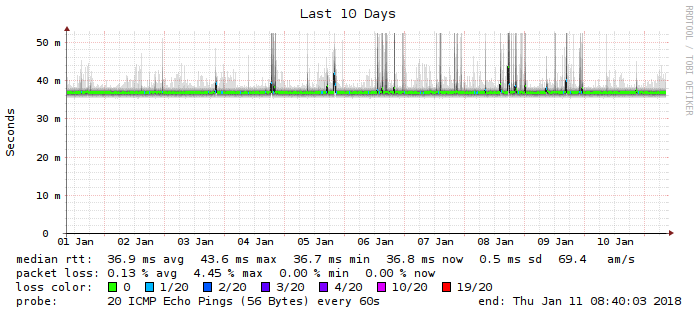 Last 10 Days
RRDTOOL / TOBI OETIKER
Seconds
50 m
40 m
30 m
20 m
10 m
0
01 Jan 02 Jan 03 Jan 04 Jan 05 Jan 06 Jan 07 Jan 08 Jan 09 Jan 10 Jan
median rtt: 36.9 ms avg 43.6 ms max 36.7 ms min 36.8 ms now 0.5 ms sd 69.4 am/s
packet loss: 0.13 % avg 4.45 % max 0.00 % min 0.00 % now
loss color: 0 1/20 2/20 3/20 4/20 10/20 19/20
probe: 20 ICMP Echo Pings (56 Bytes) every 60s end: Thu Jan 11 08:40:03 2018